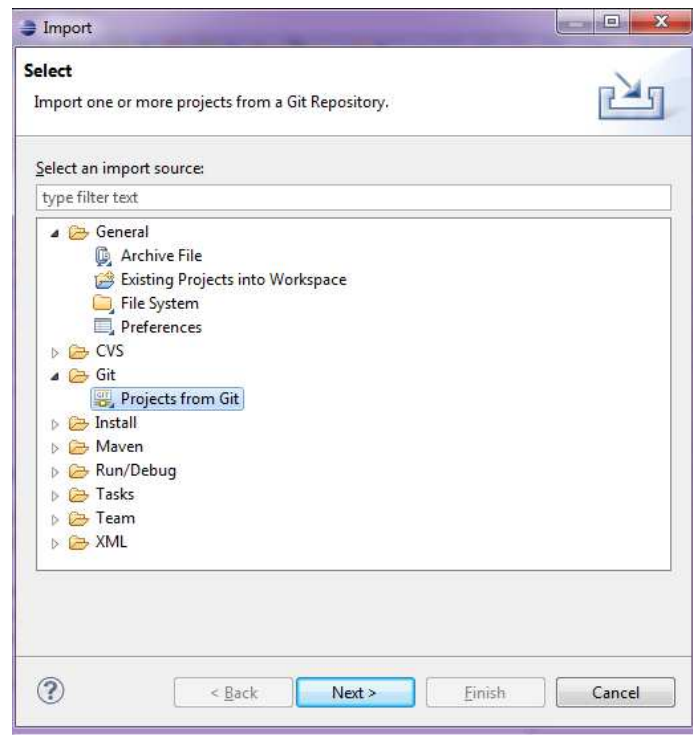 Import
Select
Import one or more projects from a Git Repository.
Select an import source:
type filter text
General
Archive File
Existing Projects into Workspace
File System
Preferences
CVS
Git
Projects from Git
Install
Maven
Run/Debug
Tasks
Team
XML
? < Back Next > Finish Cancel